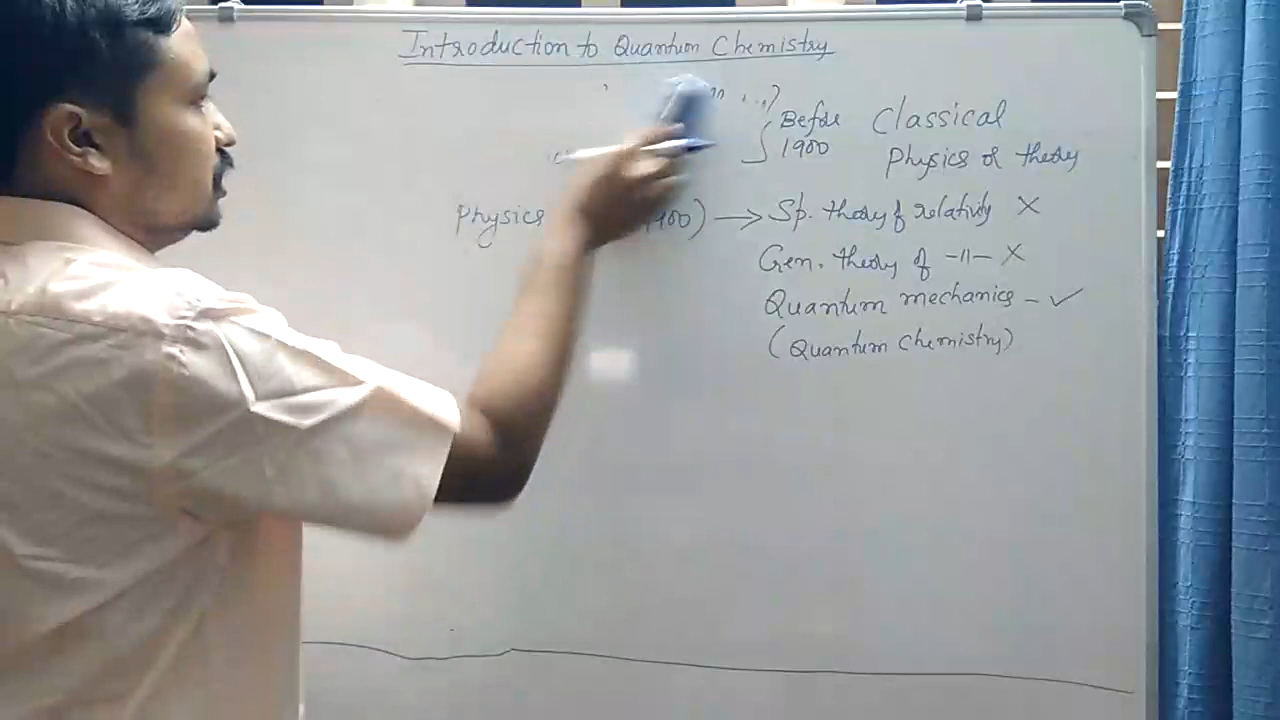 Introduction to Quantum Chemistry
Before Classical
1900 Physics or theory
Physics 900) → Sp. theory of relativity ×
Gen. theory of -11- ×
Quantum mechanics - ✓
(Quantum Chemistry)